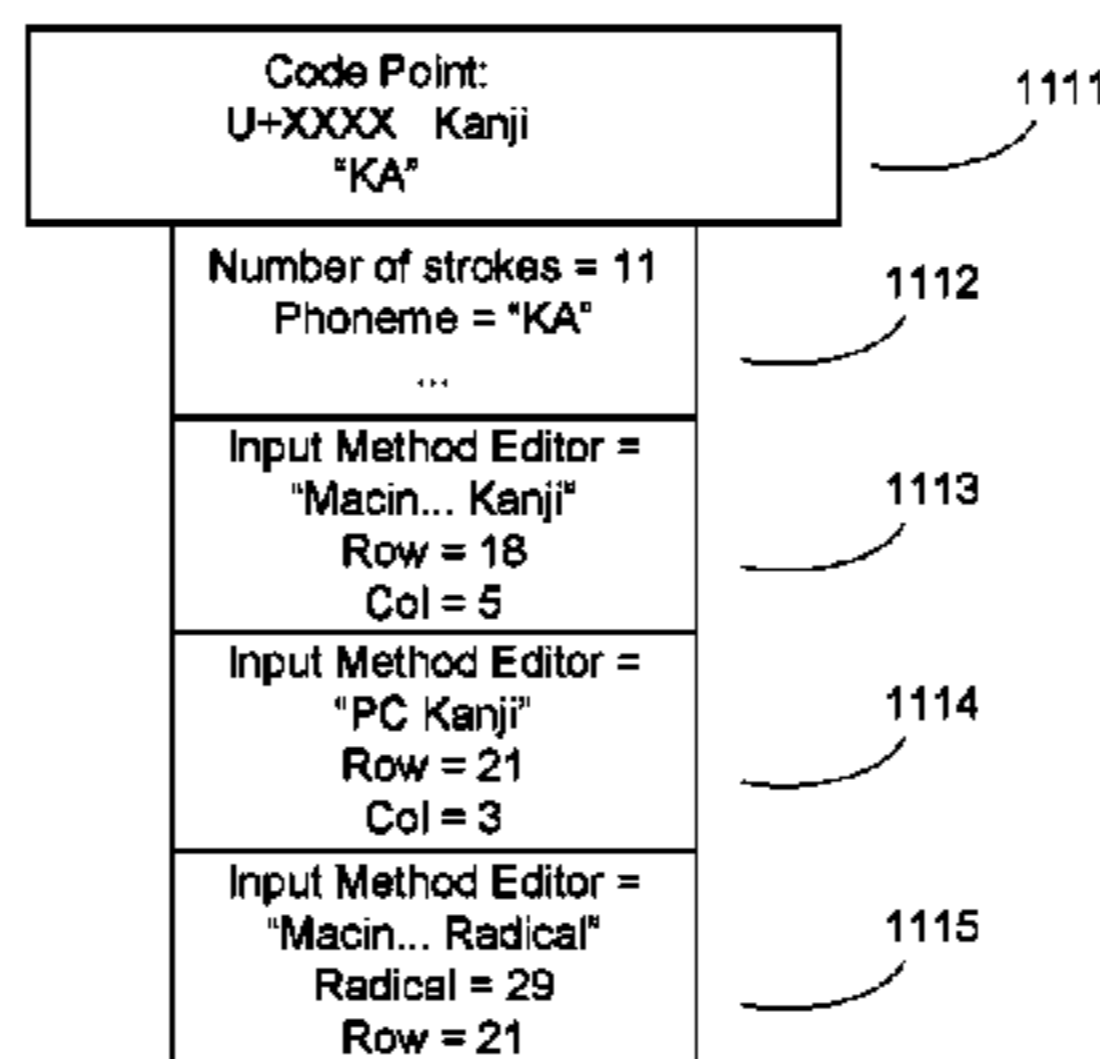 Code Point:
U+XXXX Kanji
"KA"
1111
Number of strokes = 11
Phoneme = "KA"
...
1112
Input Method Editor =
"Macin... Kanji"
Row = 18
Col = 5
1113
Input Method Editor =
"PC Kanji"
Row = 21
Col = 3
1114
Input Method Editor =
"Macin... Radical"
Radical = 29
Row = 21
1115